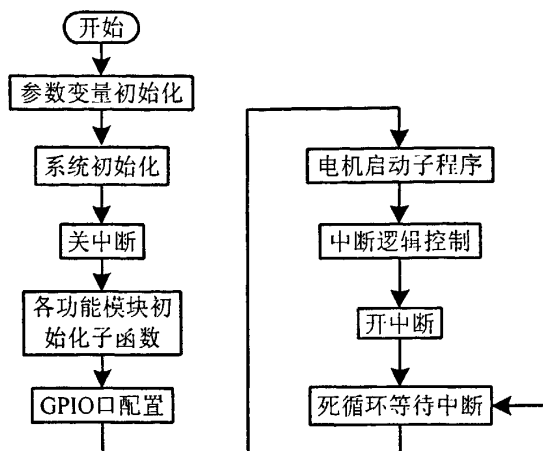 开始
参数变量初始化
系统初始化
关中断
各功能模块初
始化子函数
GPIO口配置
电机启动子程序
中断逻辑控制
开中断
死循环等待中断